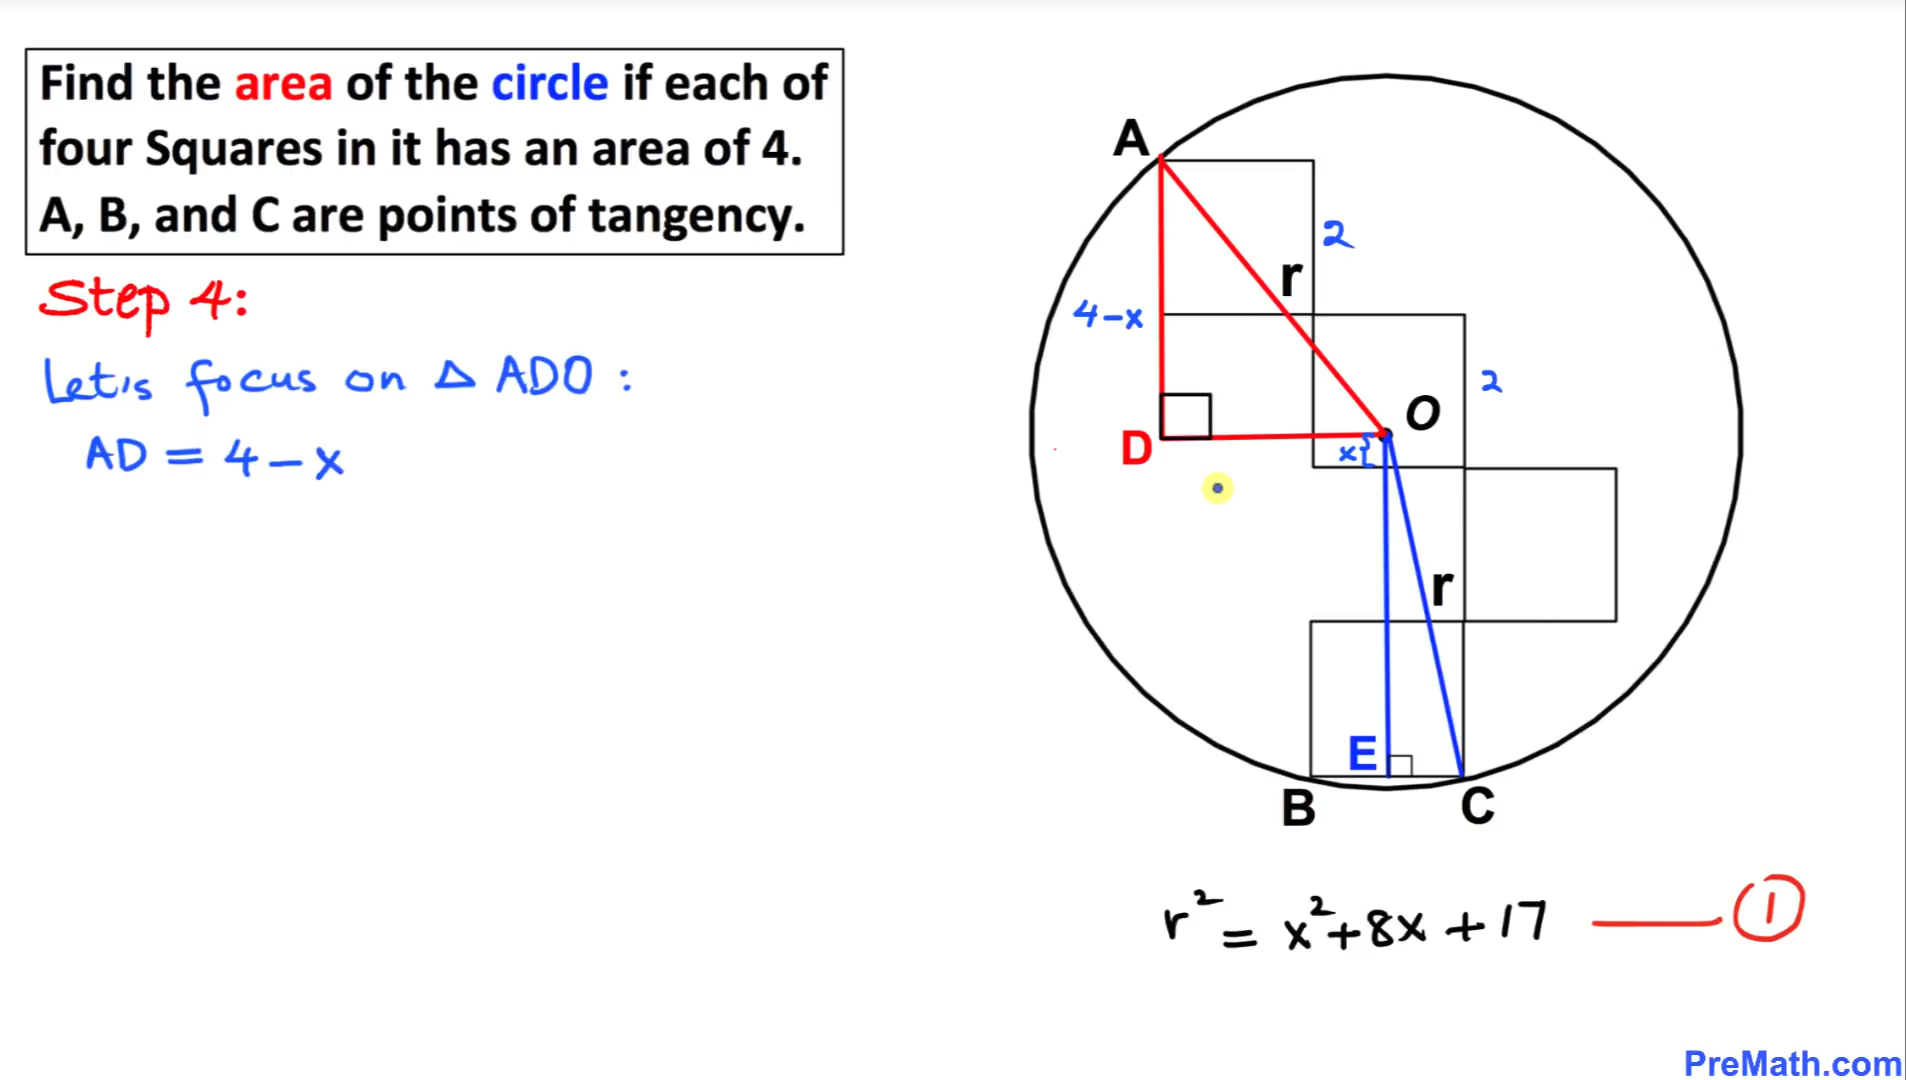 Find the area of the circle if each of
four Squares in it has an area of 4.
A, B, and C are points of tangency.
Step 4:
Let's focus on Δ ADO :
AD = 4 - x
A
2
r
4-x
2
O
D
x
r
E
B
C
r² = x²+8x+17 —— ①
PreMath.com